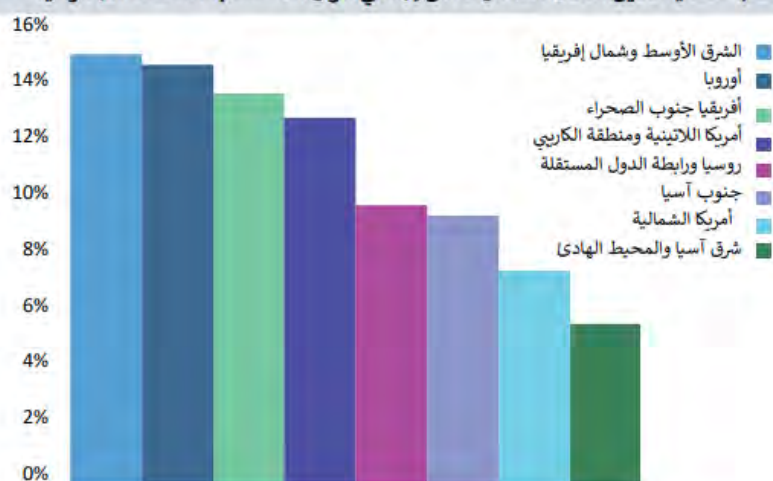 16%
14%
12%
10%
8%
6%
4%
2%
0%
الشرق الأوسط وشمال إفريقيا
أوروبا
أفريقيا جنوب الصحراء
أمريكا اللاتينية ومنطقة الكاريبي
روسيا ورابطة الدول المستقلة
جنوب آسيا
أمريكا الشمالية
شرق آسيا والمحيط الهادئ